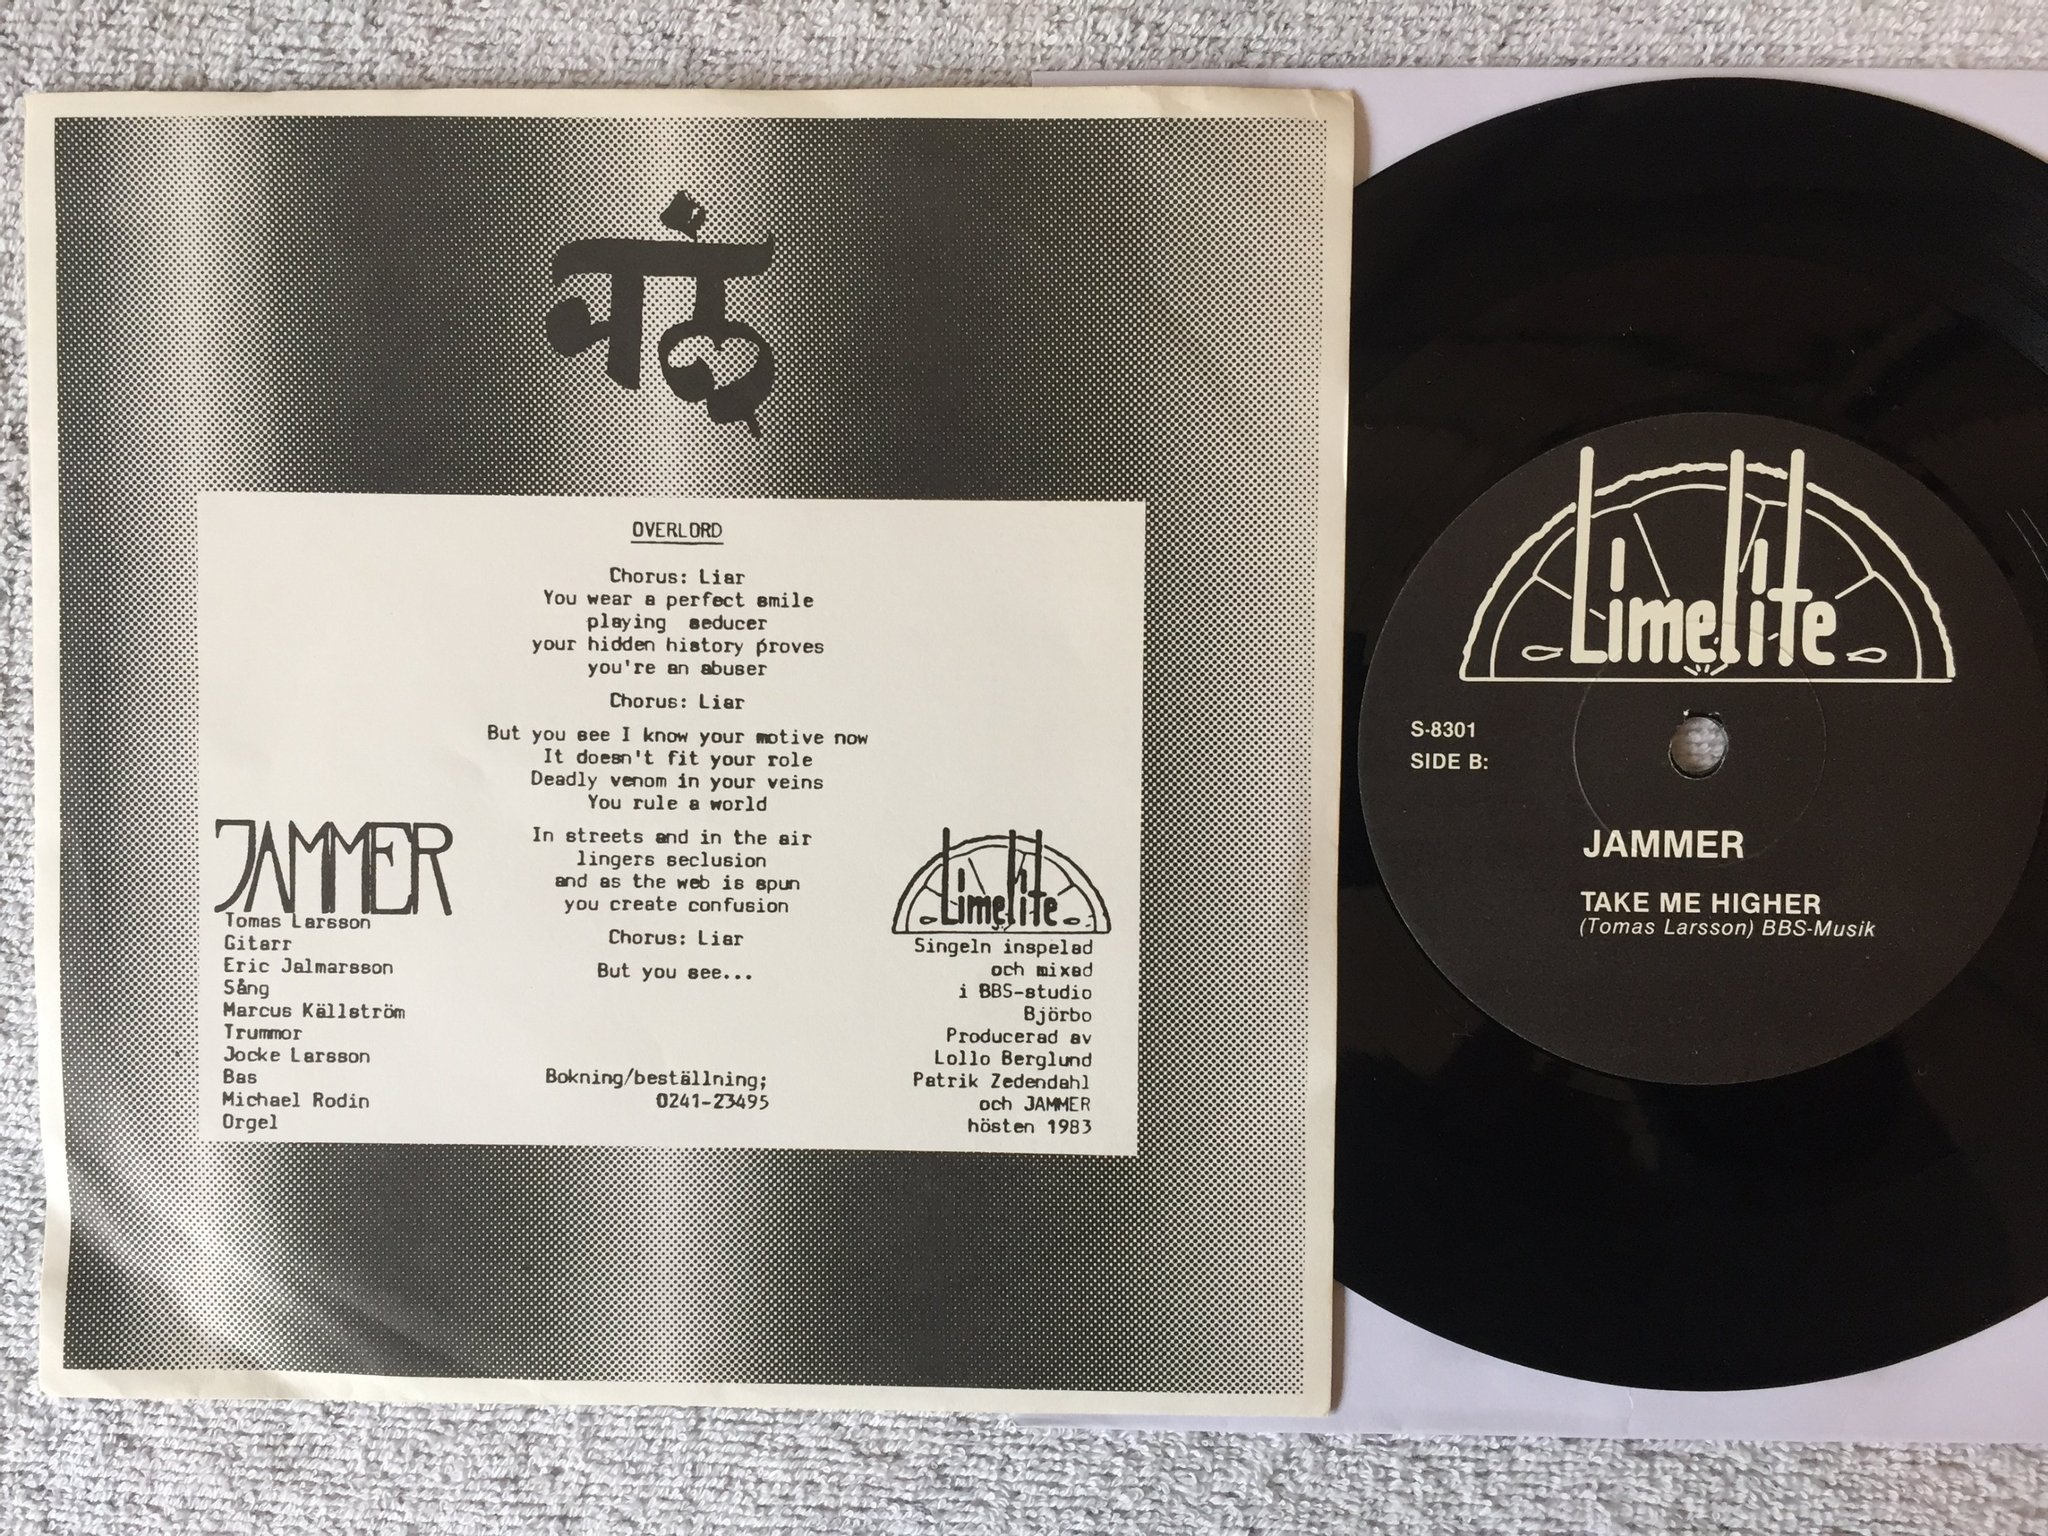 OVERLORD
Chorus: Liar
You wear a perfect smile
playing seducer
your hidden history proves
you're an abuser
Chorus: Liar
But you see I know your motive now
It doesn't fit your role
Deadly venom in your veins
You rule a world
In streets and in the air
lingers seclusion
and as the web is spun
you create confusion
Chorus: Liar
But you see...
Bokning/beställning;
0241-23495
JAMMER
Tomas Larsson
Gitarr
Eric Jalmarsson
Sång
Marcus Källström
Trummor
Jocke Larsson
Bas
Michael Rodin
Orgel
LimeLite
Singeln inspelad
och mixad
i BBS-studio
Björbo
Producerad av
Lollo Berglund
Patrik Zedendahl
och JAMMER
hösten 1983
LimeLite
S-8301
SIDE B:
JAMMER
TAKE ME HIGHER
(Tomas Larsson) BBS-Musik